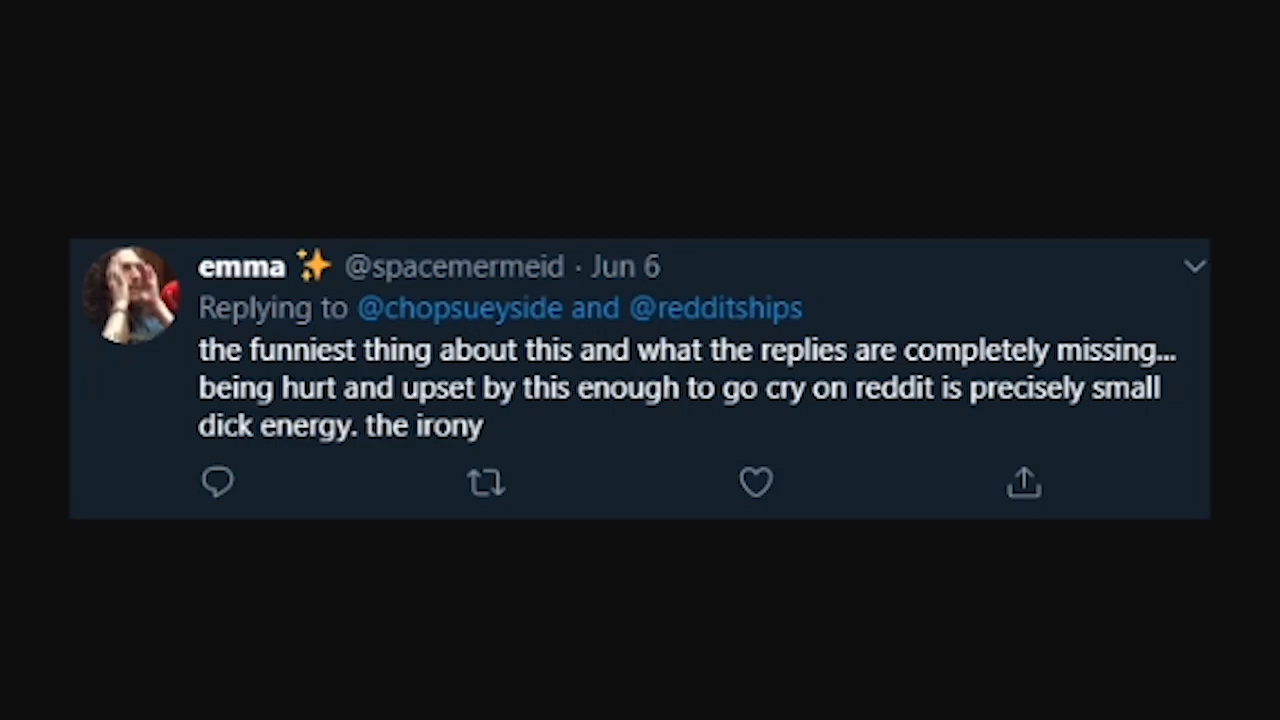 emma ✨ @spacemermeid · Jun 6
Replying to @chopsueyside and @redditships
the funniest thing about this and what the replies are completely missing...
being hurt and upset by this enough to go cry on reddit is precisely small
dick energy. the irony